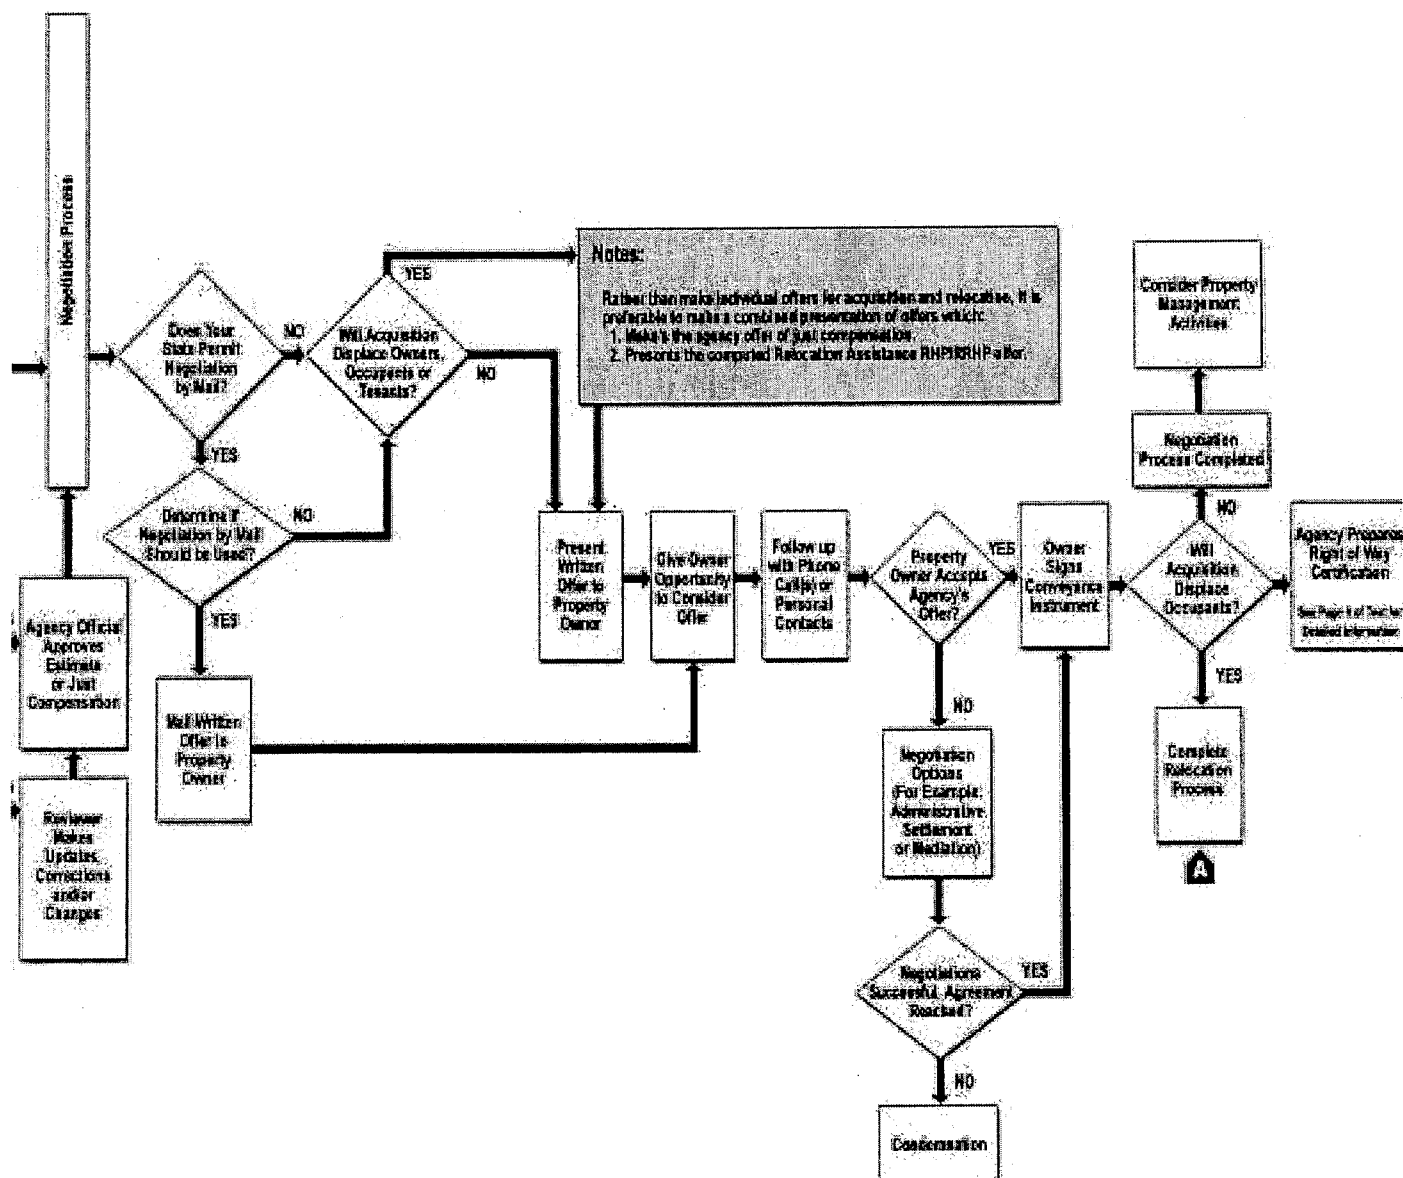 Negotiation Process
Does Your
State Permit
Negotiation
by Mail?
NO
YES
Will Acquisition
Displace Owners,
Occupants or
Tenants?
YES
NO
Notes:
Rather than make individual offers for acquisition and relocation, it is
preferable to make a combined presentation of offers which:
1. Makes the agency offer of just compensation.
2. Presents the computed Relocation Assistance RHP/RRHP offer.
Determine if
Negotiation by Mail
Should be Used?
NO
YES
Agency Official
Approves
Estimate
or Just
Compensation
Reviewer
Makes
Updates,
Corrections
and/or
Changes
Mail Written
Offer to
Property
Owner
Present
Written
Offer to
Property
Owner
Give Owner
Opportunity
to Consider
Offer
Follow up
with Phone
Call(s) or
Personal
Contacts
Property
Owner Accepts
Agency's
Offer?
YES
NO
Owner
Signs
Conveyance
Instrument
Negotiation
Options
(For Example,
Administrative
Settlement
or Mediation)
Negotiations
Successful, Agreement
Reached?
YES
NO
Condemnation
Consider Property
Management
Activities
Negotiation
Process Completed
NO
Will
Acquisition
Displace
Occupants?
YES
Complete
Relocation
Process
A
Agency Prepares
Right of Way
Certification
See Page of Text for
Detailed Information